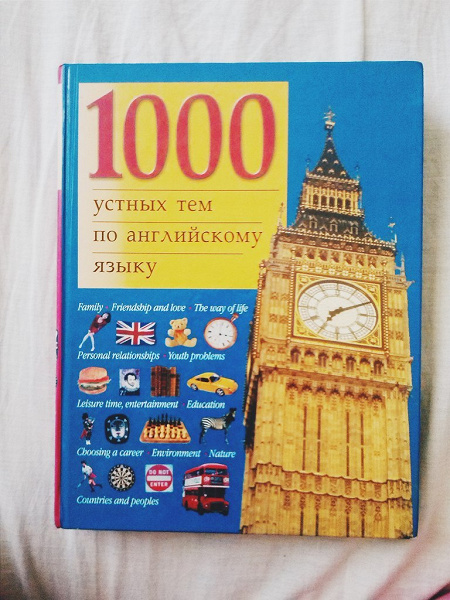 1000
устных тем
по английскому
языку
Family · Friendship and love · The way of life
Personal relationships · Youth problems
Leisure time, entertainment · Education
Choosing a career · Environment · Nature
DO NOT
ENTER
Countries and peoples